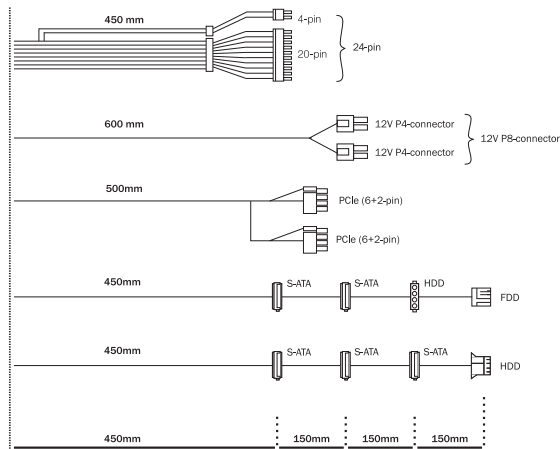 450 mm
4-pin
20-pin
24-pin
600 mm
12V P4-connector
12V P4-connector
12V P8-connector
500mm
PCIe (6+2-pin)
PCIe (6+2-pin)
450mm S-ATA S-ATA HDD
FDD
450mm S-ATA S-ATA S-ATA
HDD
450mm 150mm 150mm 150mm